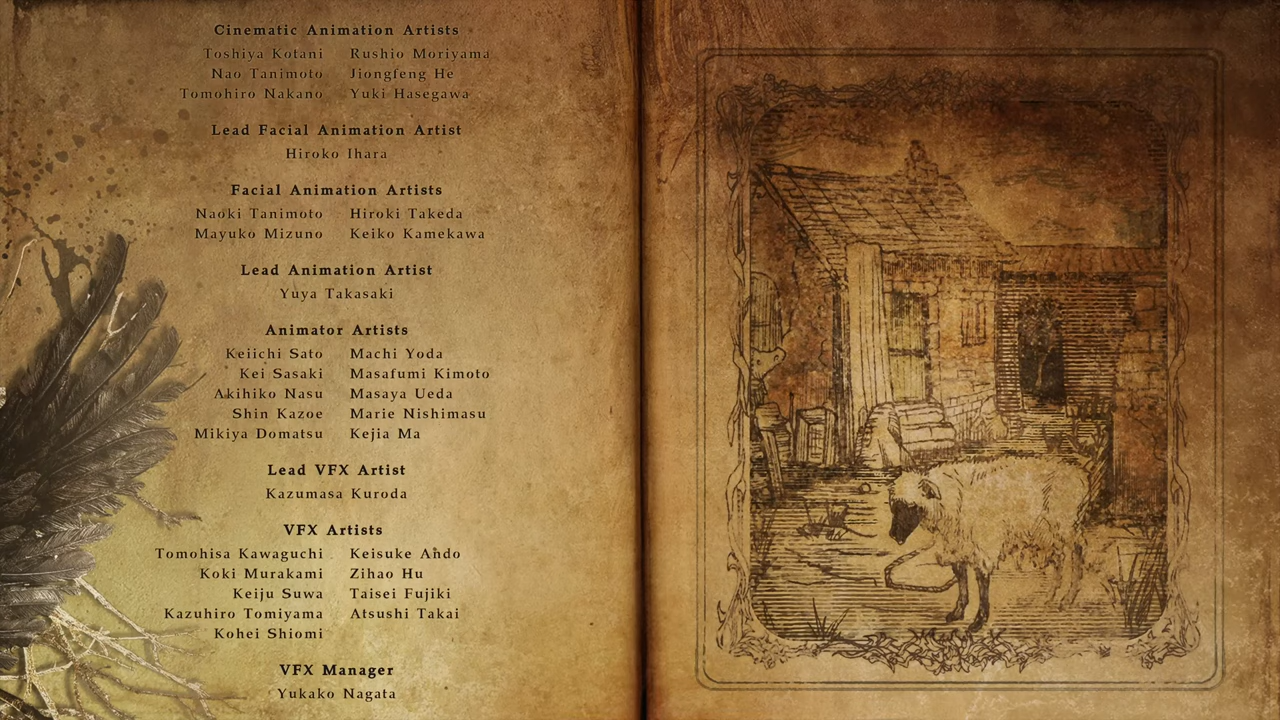 Cinematic Animation Artists
Toshiya Kotani Rushio Moriyama
Nao Tanimoto Jiongfeng He
Tomohiro Nakano Yuki Hasegawa
Lead Facial Animation Artist
Hiroko Ihara
Facial Animation Artists
Naoki Tanimoto Hiroki Takeda
Mayuko Mizuno Keiko Kamekawa
Lead Animation Artist
Yuya Takasaki
Animator Artists
Keiichi Sato Machi Yoda
Kei Sasaki Masafumi Kimoto
Akihiko Nasu Masaya Ueda
Shin Kazoe Marie Nishimasu
Mikiya Domatsu Kejia Ma
Lead VFX Artist
Kazumasa Kuroda
VFX Artists
Tomohisa Kawaguchi Keisuke Ando
Koki Murakami Zihao Hu
Keiju Suwa Taisei Fujiki
Kazuhiro Tomiyama Atsushi Takai
Kohei Shiomi
VFX Manager
Yukako Nagata